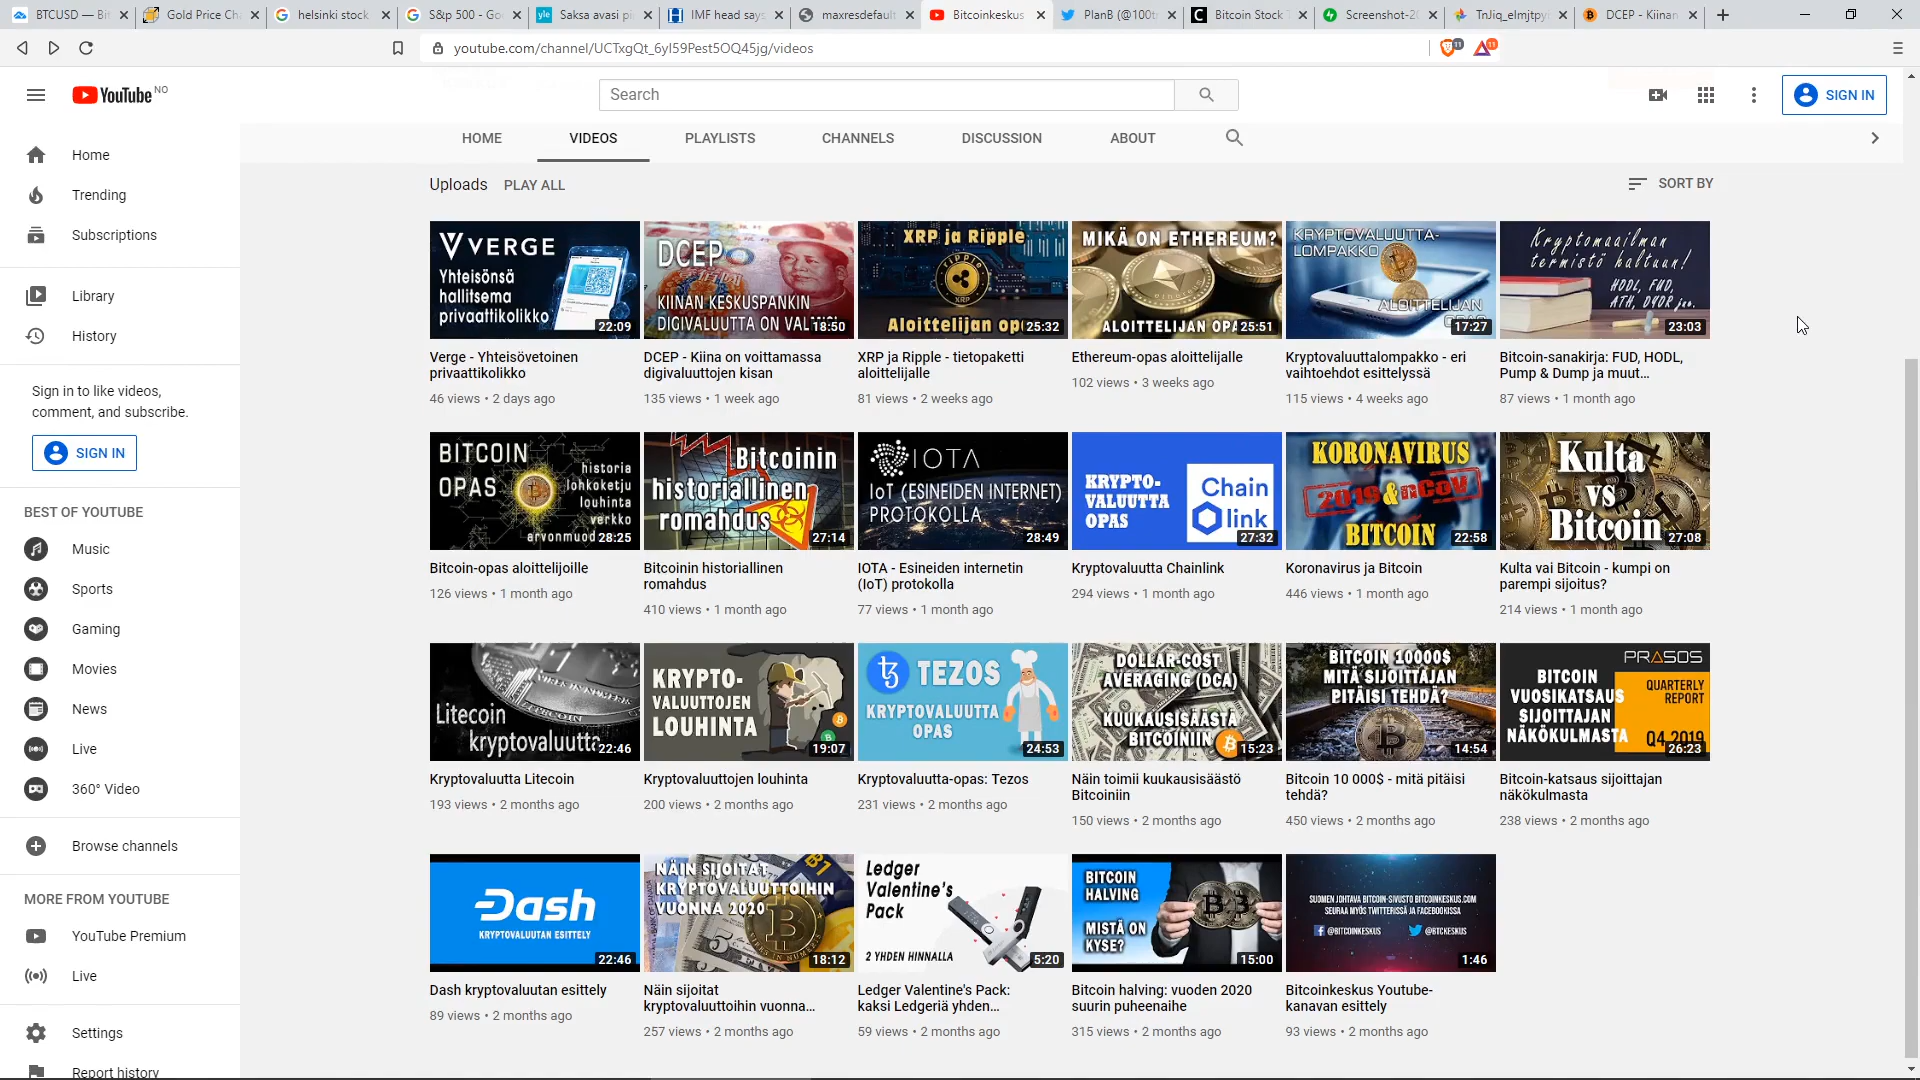 BTCUSD — Bit
Gold Price Ch
helsinki stock
S&p 500 - Go
Saksa avasi pi
IMF head says
maxresdefault
Bitcoinkeskus
PlanB (@100t
Bitcoin Stock
Screenshot-20
DCEP - Kiinan
youtube.com/channel/UCTxgQt_6yI59Pest5OQ45jg/videos
11
11
YouTube NO
Search
SIGN IN
HOME
VIDEOS
PLAYLISTS
CHANNELS
DISCUSSION
ABOUT
Home
Trending
Subscriptions
Library
History
Sign in to like videos,
comment, and subscribe.
SIGN IN
BEST OF YOUTUBE
Music
Sports
Gaming
Movies
News
Live
360° Video
Browse channels
MORE FROM YOUTUBE
YouTube Premium
Live
Settings
Report history
Uploads PLAY ALL
SORT BY
VERGE
Yhteisönsä
hallitsema
privaattikolikko
22:09
Verge - Yhteisövetoinen
privaattikolikko
46 views • 2 days ago
DCEP
KIINAN KESKUSPANKIN
DIGIVALUUTTA ON
18:50
DCEP - Kiina on voittamassa
digivaluuttojen kisan
135 views • 1 week ago
XRP ja Ripple
ripple
XRP
Aloittelijan
25:32
XRP ja Ripple - tietopaketti
aloittelijalle
81 views • 2 weeks ago
MIKÄ ON ETHEREUM?
ALOITTELIJAN
25:51
Ethereum-opas aloittelijalle
102 views • 3 weeks ago
KRYPTOVALUUTTA-
LOMPAKKO
ALOITTELIJAN
17:27
Kryptovaluuttalompakko - eri
vaihtoehdot esittelyssä
115 views • 4 weeks ago
Kryptomaailman
termistö haltuun!
HODL, FUD,
ATH, DYOR jne.
23:03
Bitcoin-sanakirja: FUD, HODL,
Pump & Dump ja muut...
87 views • 1 month ago
BITCOIN
OPAS
historia
lohkoketju
louhinta
verkko
arvonmuod
28:25
Bitcoin-opas aloittelijoille
126 views • 1 month ago
Bitcoinin
historiallinen
romahdus
27:14
Bitcoinin historiallinen
romahdus
410 views • 1 month ago
IOTA
IoT (ESINEIDEN INTERNET)
PROTOKOLLA
28:49
IOTA - Esineiden internetin
(IoT) protokolla
77 views • 1 month ago
KRYPTO-
VALUUTTA
OPAS
Chain
link
27:32
Kryptovaluutta Chainlink
294 views • 1 month ago
KORONAVIRUS
2019 & nCoV
BITCOIN
22:58
Koronavirus ja Bitcoin
446 views • 1 month ago
Kulta
vs
Bitcoin
27:08
Kulta vai Bitcoin - kumpi on
parempi sijoitus?
214 views • 1 month ago
Litecoin
kryptovaluutta
22:46
Kryptovaluutta Litecoin
193 views • 2 months ago
KRYPTO-
VALUUTTOJEN
LOUHINTA
19:07
Kryptovaluuttojen louhinta
200 views • 2 months ago
TEZOS
KRYPTOVALUUTTA
OPAS
24:53
Kryptovaluutta-opas: Tezos
231 views • 2 months ago
DOLLAR-COST
AVERAGING (DCA)
KUUKAUSISÄÄSTÄ
BITCOINIIN
15:23
Näin toimii kuukausisäästö
Bitcoiniin
150 views • 2 months ago
BITCOIN 10000$
MITÄ SIJOITTAJAN
PITÄISI TEHDÄ?
14:54
Bitcoin 10 000$ - mitä pitäisi
tehdä?
450 views • 2 months ago
PRASOS
BITCOIN
VUOSIKATSAUS
SIJOITTAJAN
NÄKÖKULMASTA
QUARTERLY
REPORT
Q4 2019
26:23
Bitcoin-katsaus sijoittajan
näkökulmasta
238 views • 2 months ago
Dash
KRYPTOVALUUTAN ESITTELY
22:46
Dash kryptovaluutan esittely
89 views • 2 months ago
NÄIN SIJOITAT
KRYPTOVALUUTTOIHIN
VUONNA 2020
18:12
Näin sijoitat
kryptovaluuttoihin vuonna...
257 views • 2 months ago
Ledger
Valentine's
Pack
2 YHDEN HINNALLA
5:20
Ledger Valentine's Pack:
kaksi Ledgeriä yhden...
59 views • 2 months ago
BITCOIN
HALVING
MISTÄ ON
KYSE?
15:00
Bitcoin halving: vuoden 2020
suurin puheenaihe
315 views • 2 months ago
SUOMEN JOHTAVA BITCOIN-SIVUSTO BITCOINKESKUS.COM
SEURAA MYÖS TWITTERISSÄ JA FACEBOOKISSA
@BITCOINKESKUS
@BTCKESKUS
1:46
Bitcoinkeskus Youtube-
kanavan esittely
93 views • 2 months ago